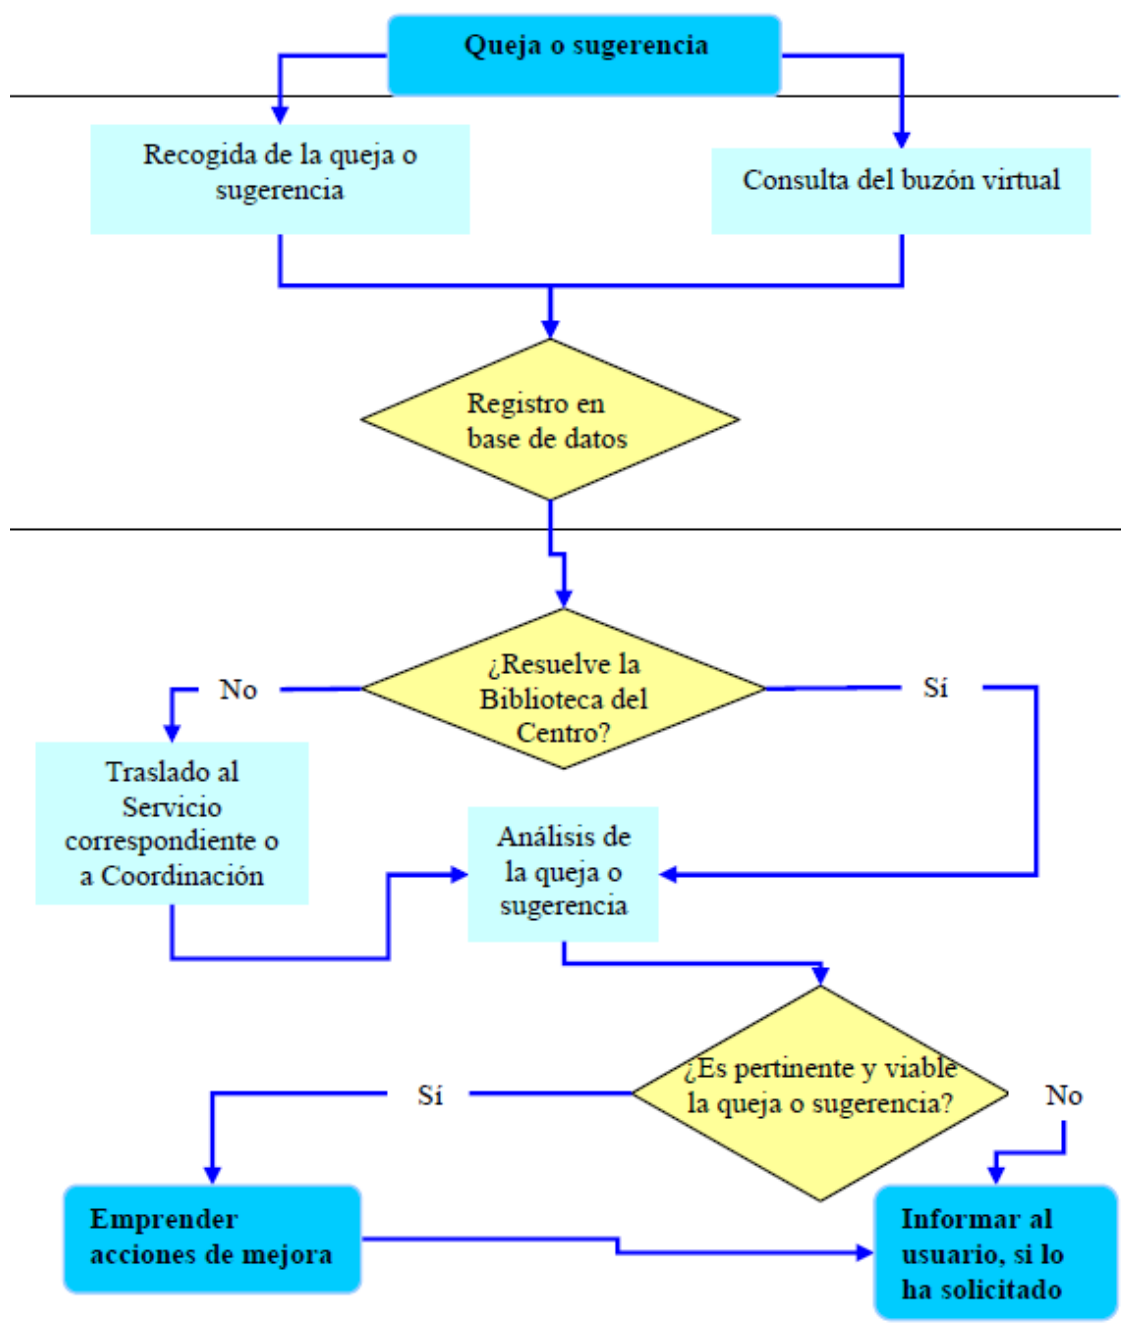 Queja o sugerencia
Recogida de la queja o
sugerencia
Consulta del buzón virtual
Registro en
base de datos
¿Resuelve la
Biblioteca del
Centro?
No
Sí
Traslado al
Servicio
correspondiente o
a Coordinación
Análisis de
la queja o
sugerencia
¿Es pertinente y viable
la queja o sugerencia?
Sí
No
Emprender
acciones de mejora
Informar al
usuario, si lo
ha solicitado